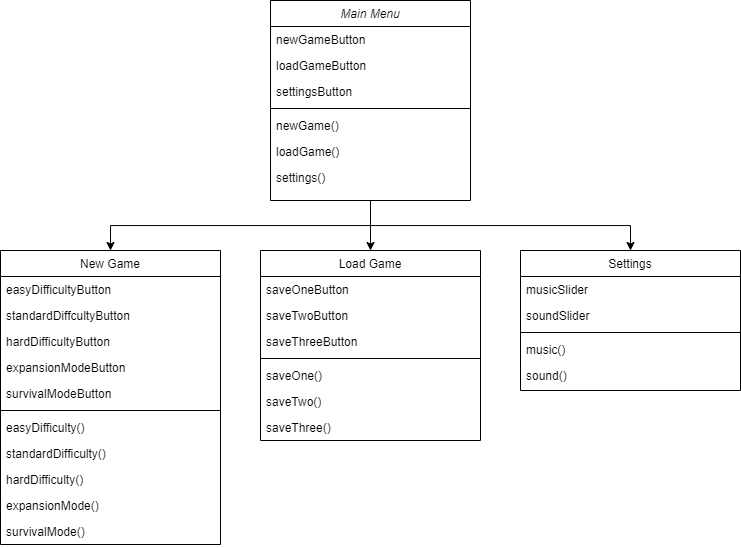 Main Menu
newGameButton
loadGameButton
settingsButton
newGame()
loadGame()
settings()
New Game
easyDifficultyButton
standardDiffcultyButton
hardDifficultyButton
expansionModeButton
survivalModeButton
easyDifficulty()
standardDifficulty()
hardDifficulty()
expansionMode()
survivalMode()
Load Game
saveOneButton
saveTwoButton
saveThreeButton
saveOne()
saveTwo()
saveThree()
Settings
musicSlider
soundSlider
music()
sound()